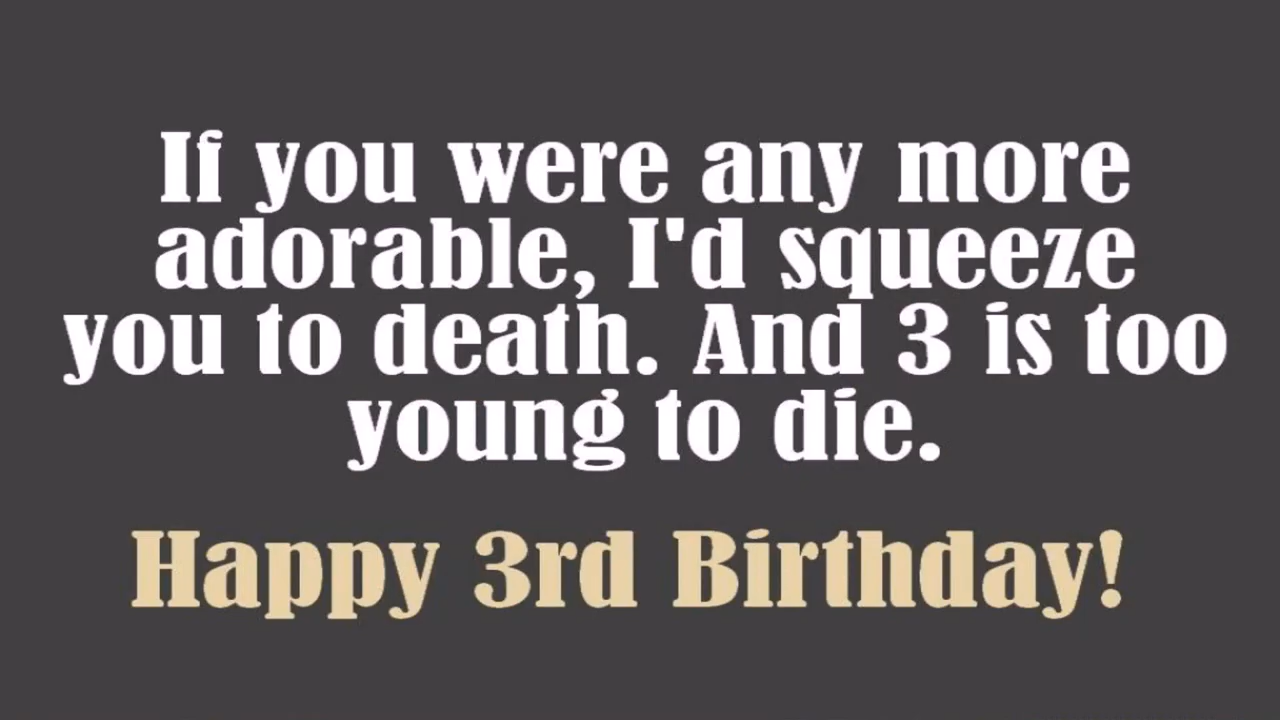 If you were any more
adorable, I'd squeeze
you to death. And 3 is too
young to die.
Happy 3rd Birthday!